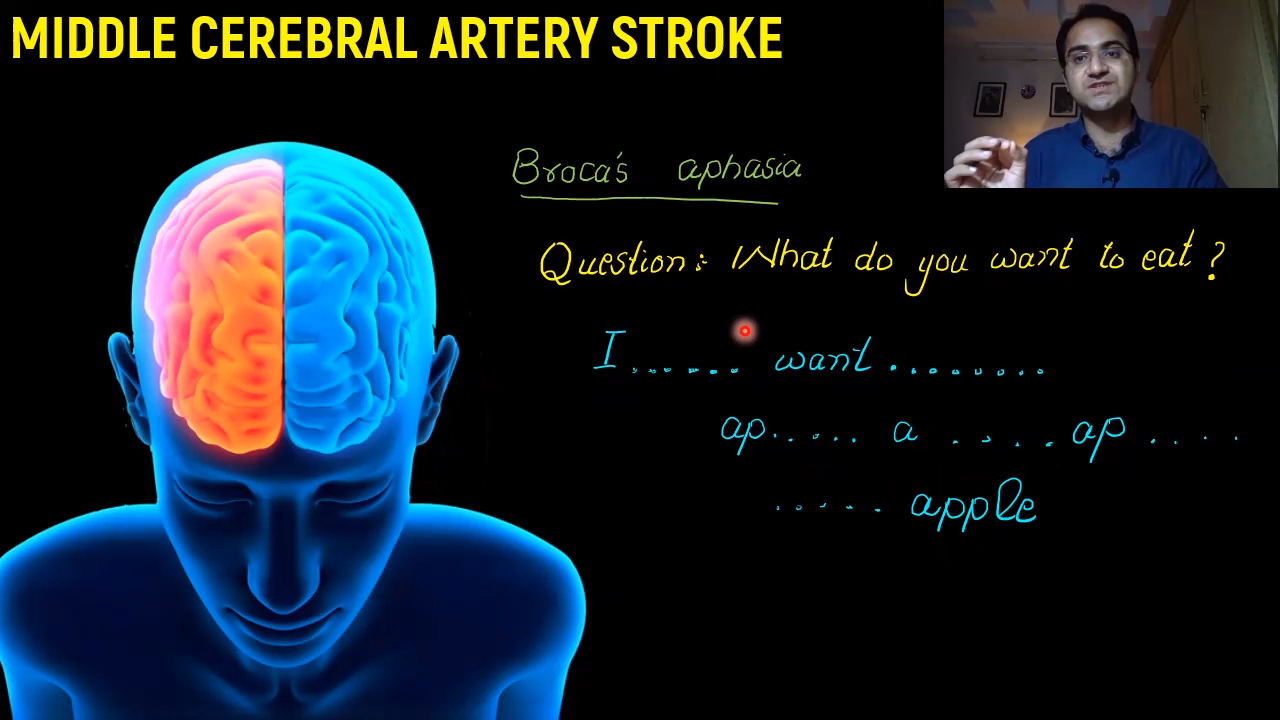 MIDDLE CEREBRAL ARTERY STROKE
Broca's aphasia
Question: What do you want to eat?
I...... want.........
ap..... a ..... ap .....
..... apple